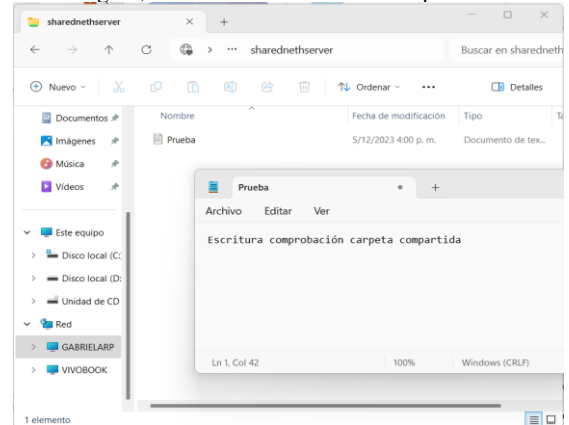 sharednethserver
sharednethserver
Buscar en sharedneth
Nuevo
Ordenar
Detalles
Nombre
Fecha de modificación
Tipo
Prueba
5/12/2023 4:00 p. m.
Documento de tex...
Documentos
Imágenes
Música
Vídeos
Este equipo
Disco local (C:
Disco local (D:
Unidad de CD
Red
GABRIELARP
VIVOBOOK
Prueba
Archivo Editar Ver
Escritura comprobación carpeta compartida
Ln 1, Col 42
100%
Windows (CRLF)
1 elemento